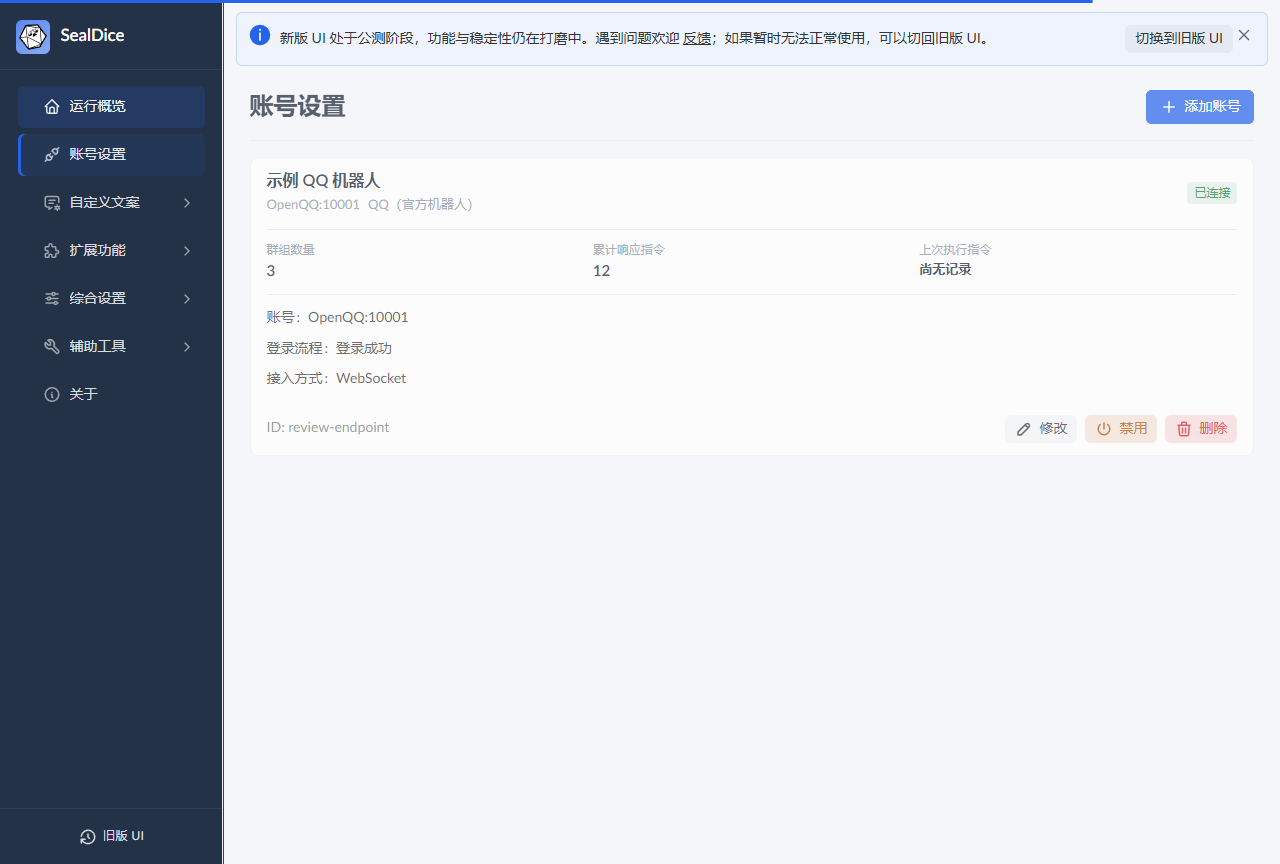 SealDice
运行概览
账号设置
自定义文案
扩展功能
综合设置
辅助工具
关于
旧版 UI
新版 UI 处于公测阶段，功能与稳定性仍在打磨中。遇到问题欢迎 反馈；如果暂时无法正常使用，可以切回旧版 UI。
切换到旧版 UI
账号设置
添加账号
示例 QQ 机器人
OpenQQ:10001 QQ（官方机器人）
已连接
群组数量
3
累计响应指令
12
上次执行指令
尚无记录
账号：OpenQQ:10001
登录流程：登录成功
接入方式：WebSocket
ID: review-endpoint
修改
禁用
删除